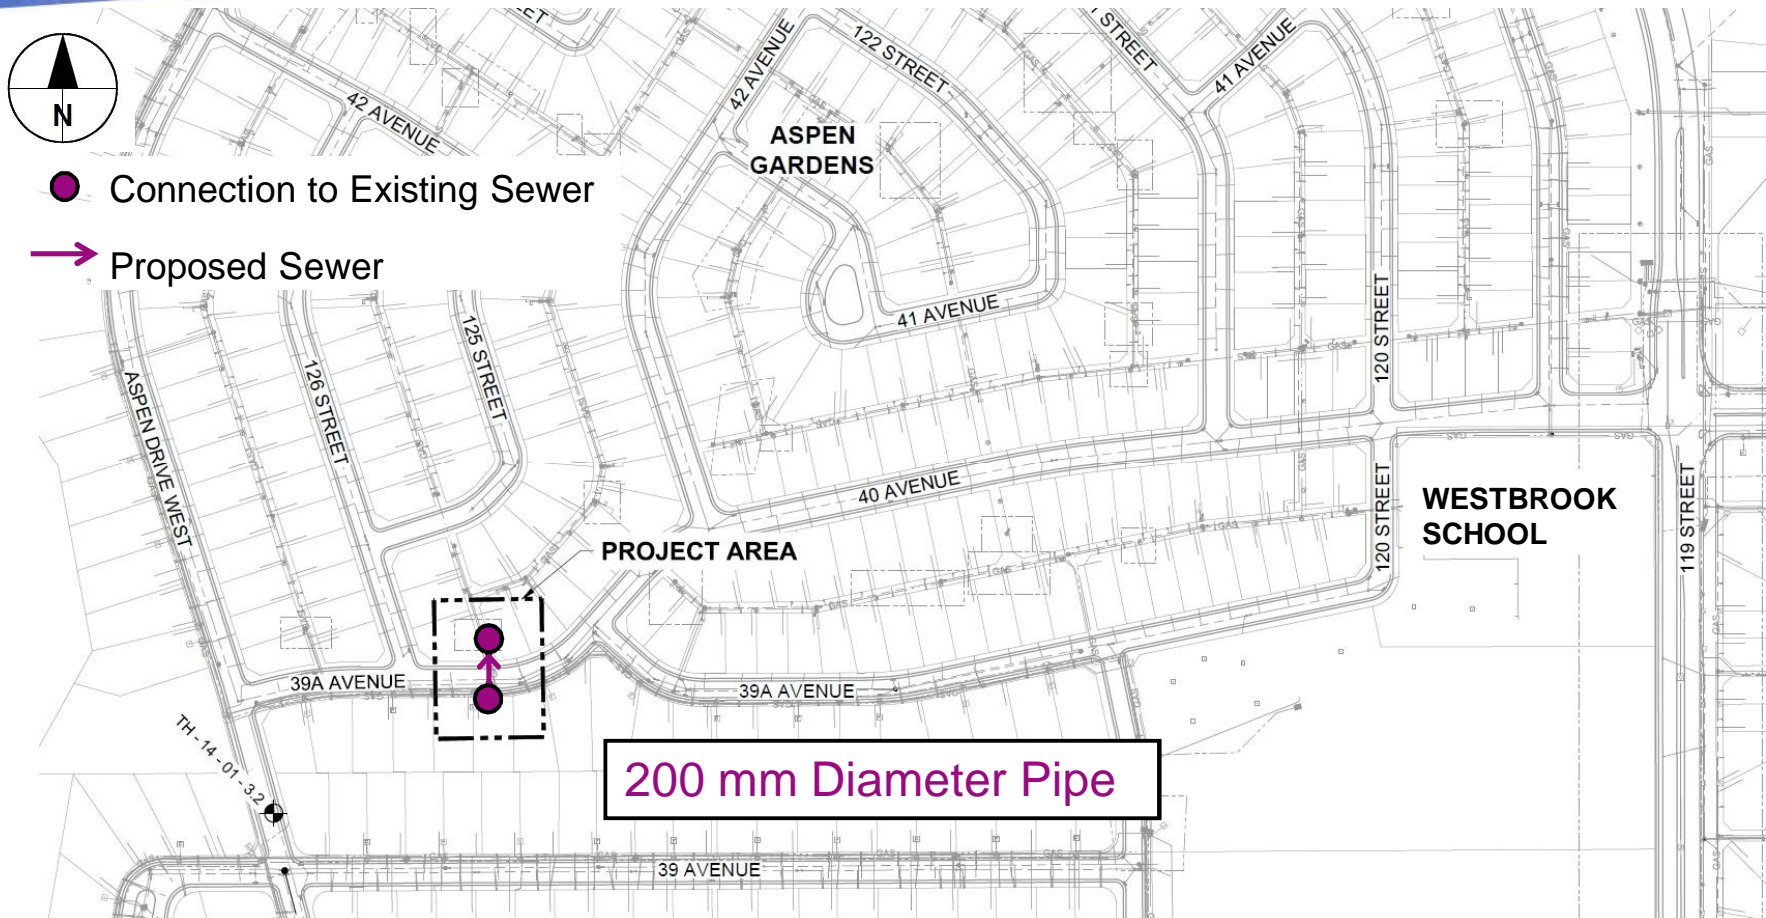 42 AVENUE
122 STREET
41 AVENUE
N
42 AVENUE
ASPEN
GARDENS
Connection to Existing Sewer
Proposed Sewer
41 AVENUE
120 STREET
125 STREET
126 STREET
ASPEN DRIVE WEST
40 AVENUE
120 STREET
WESTBROOK
SCHOOL
119 STREET
PROJECT AREA
39A AVENUE
39A AVENUE
TH - 14 - 01 - 3.2
200 mm Diameter Pipe
39 AVENUE